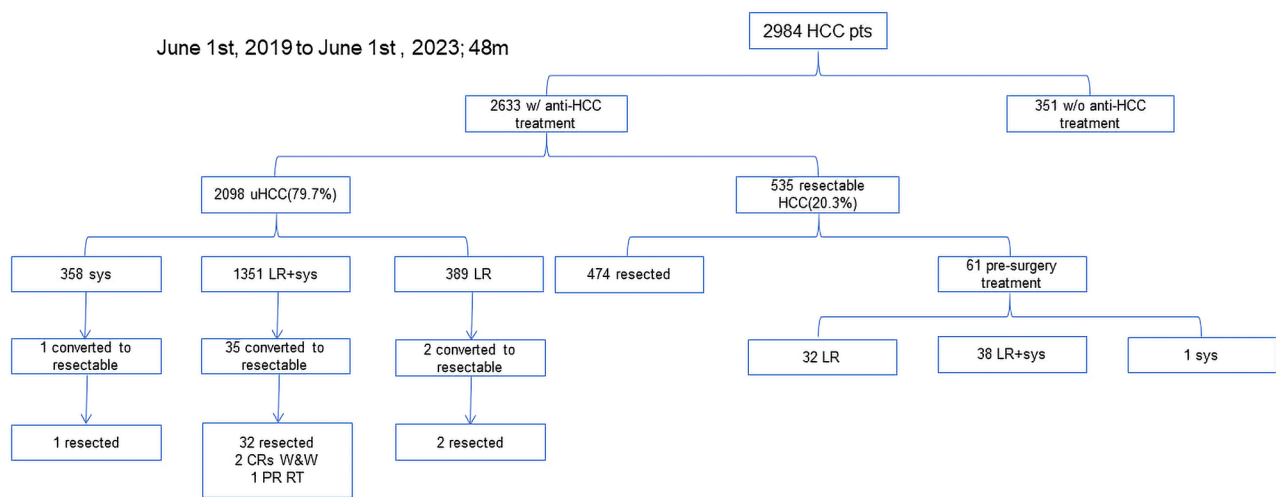 2984 HCC pts
June 1st, 2019 to June 1st , 2023; 48m
2633 w/ anti-HCC
treatment
351 w/o anti-HCC
treatment
2098 uHCC(79.7%)
535 resectable
HCC(20.3%)
358 sys
1351 LR+sys
389 LR
474 resected
61 pre-surgery
treatment
1 converted to
resectable
35 converted to
resectable
2 converted to
resectable
32 LR
38 LR+sys
1 sys
1 resected
32 resected
2 CRs W&W
1 PR RT
2 resected